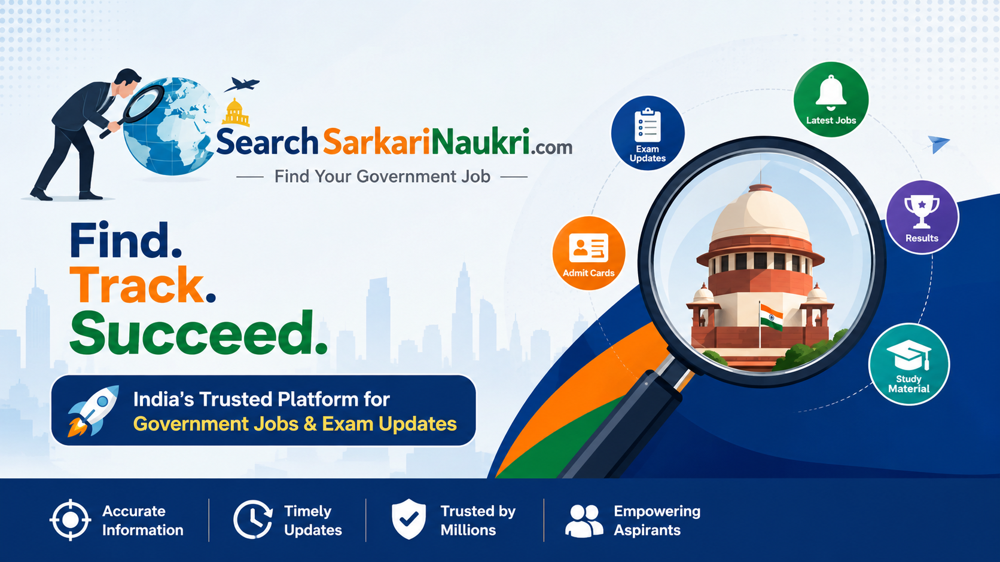 SearchSarkariNaukri.com
Find Your Government Job
Find.
Track.
Succeed.
India's Trusted Platform for
Government Jobs & Exam Updates
Exam
Updates
Latest Jobs
Admit Cards
Results
Study
Material
Accurate
Information
Timely
Updates
Trusted by
Millions
Empowering
Aspirants